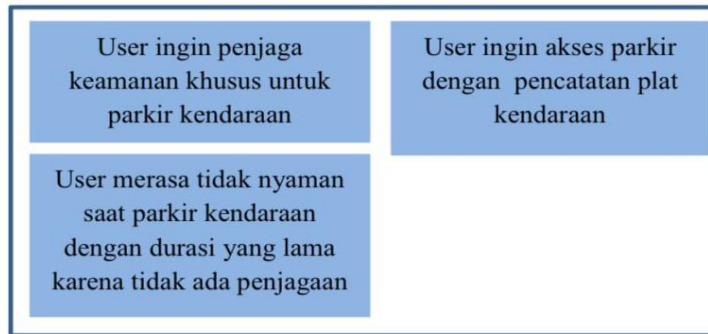 User ingin penjaga
keamanan khusus untuk
parkir kendaraan
User ingin akses parkir
dengan pencatatan plat
kendaraan
User merasa tidak nyaman
saat parkir kendaraan
dengan durasi yang lama
karena tidak ada penjagaan